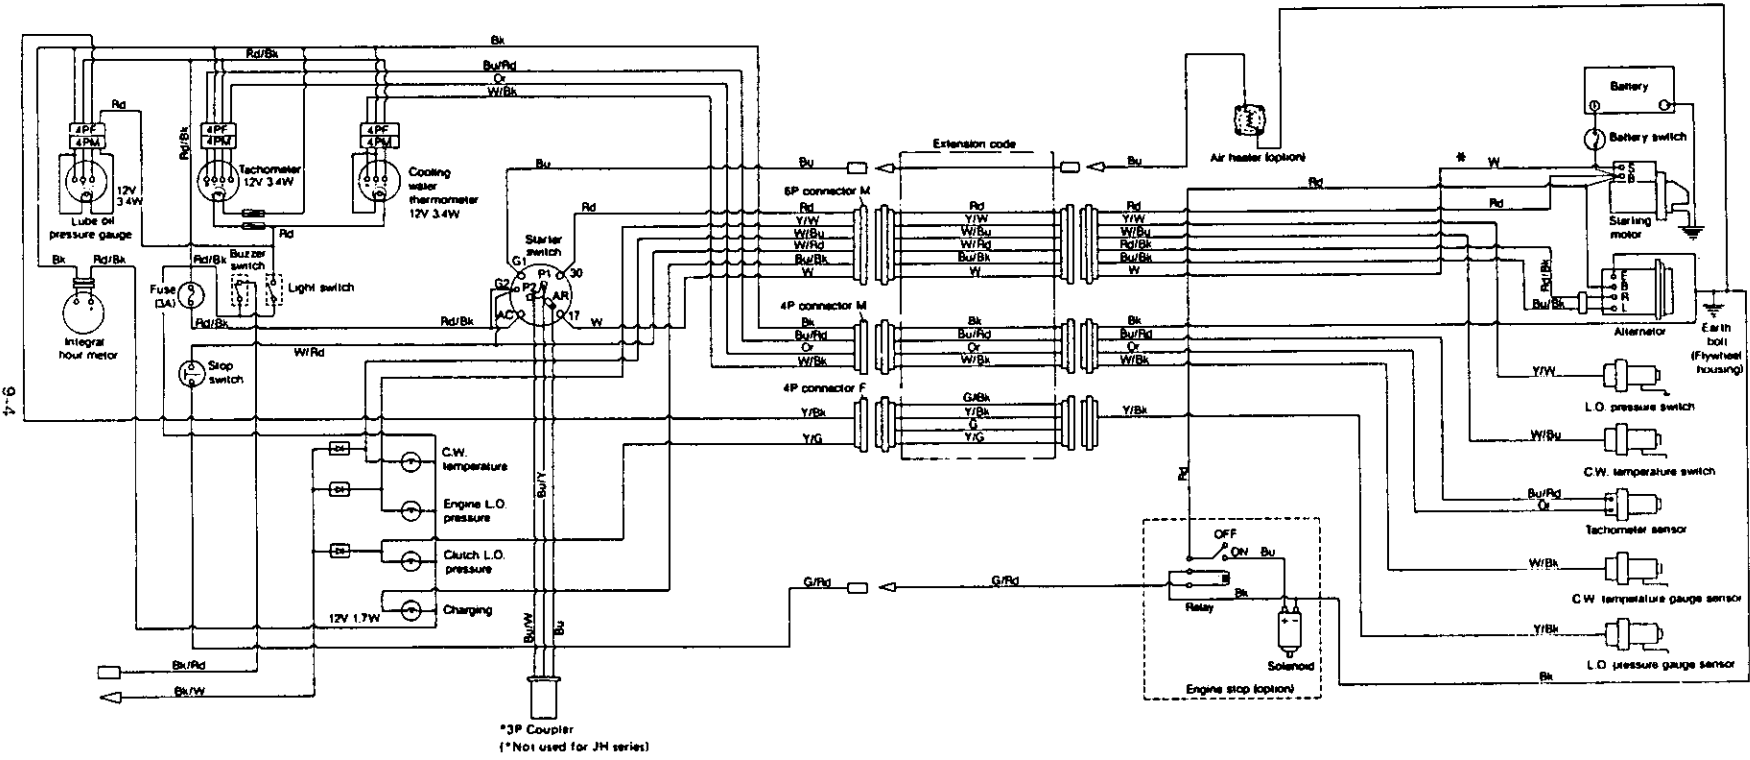 Bk
Rd/Bk
Bu/Rd
Or
W/Bk
Rd
4PF
4PM
4PF
4PM
4PF
4PM
Rd/Bk
12V
3.4W
Lube oil
pressure gauge
Tachometer
12V 3.4W
Cooling
water
thermometer
12V 3.4W
Rd
Bk
Rd/Bk
Rd/Bk
Buzzer
switch
Light switch
Fuse
(3A)
Rd/Bk
Integral
hour motor
Stop
switch
W/Rd
Rd/Bk
Bu
Rd
Starter
switch
G1
P1
30
G2
P2
AR
AC
17
W
9-4
C.W.
temperature
Engine L.O.
pressure
Clutch L.O.
pressure
Charging
12V 1.7W
Bk/Rd
Bk/W
Bu/Y
Bu/W
Bu
*3P Coupler
(*Not used for JH series)
Bu
6P connector M
Rd
Y/W
W/Bu
W/Rd
Bu/Bk
W
4P connector M
Bk
Bu/Rd
Or
W/Bk
4P connector F
Y/Bk
Y/G
G/Rd
Extension code
Rd
Y/W
W/Bu
W/Rd
Bu/Bk
W
Bk
Bu/Rd
Or
W/Bk
G/Bk
Y/Bk
G
Y/G
G/Rd
Bu
Rd
Y/W
W/Bu
Rd/Bk
Bu/Bk
W
Bk
Bu/Rd
Or
W/Bk
Y/Bk
Air heater (option)
Rd
*
W
Rd
Battery
Battery switch
S
B
Starting
motor
Rd/Bk
Bu/Bk
E
B
R
L
Alternator
Earth
bolt
(Flywheel
housing)
Y/W
L.O. pressure switch
W/Bu
C.W. temperature switch
Bu/Rd
Or
Tachometer sensor
W/Bk
C.W. temperature gauge sensor
Y/Bk
L.O. pressure gauge sensor
Bk
Rd
OFF
ON
Bu
Relay
Bk
+ -
Solenoid
Engine stop (option)